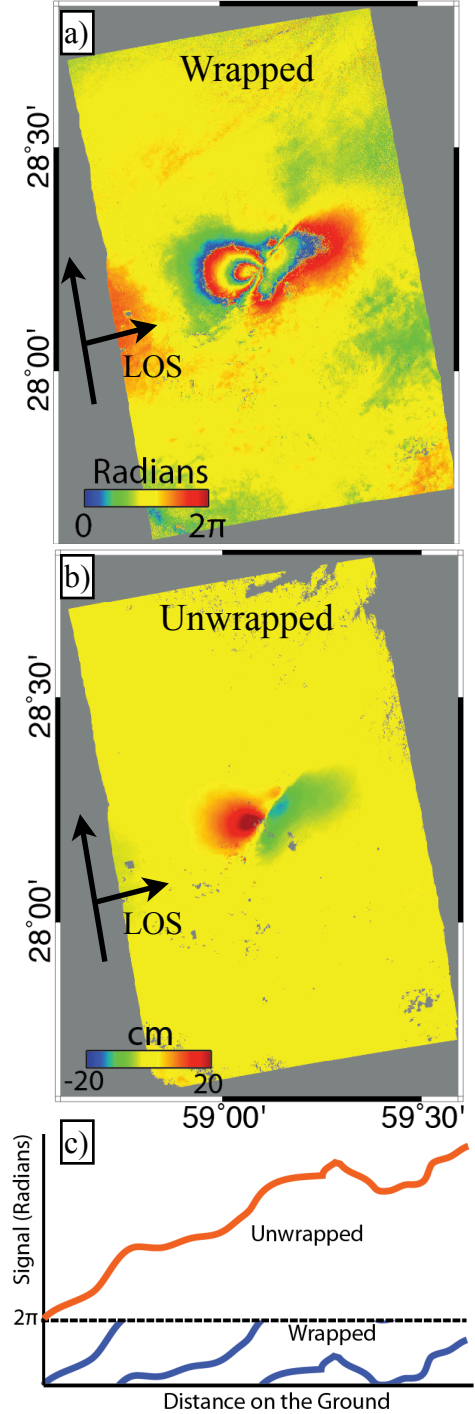 a)
Wrapped
28°30'
28°00'
LOS
Radians
0
2π
b)
Unwrapped
28°30'
28°00'
LOS
cm
-20
20
59°00'
59°30'
c)
Signal (Radians)
Unwrapped
2π
Wrapped
Distance on the Ground